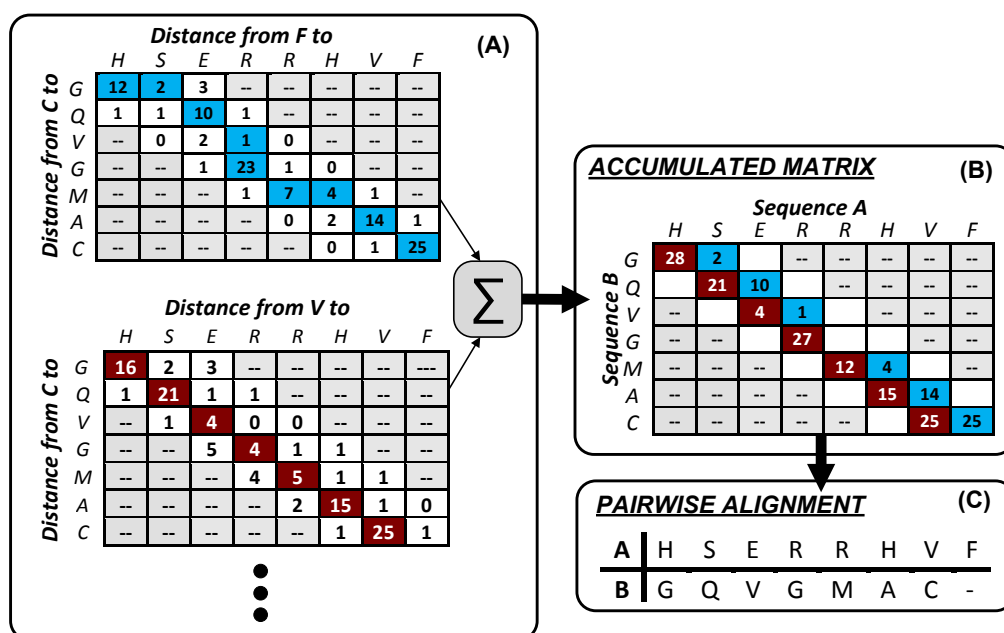 (A)
Distance from F to
H S E R R H V F
Distance from C to
G 12 2 3 -- -- -- -- --
Q 1 1 10 1 -- -- -- --
V -- 0 2 1 0 -- -- --
G -- -- 1 23 1 0 -- --
M -- -- -- 1 7 4 1 --
A -- -- -- -- 0 2 14 1
C -- -- -- -- -- 0 1 25
Distance from V to
H S E R R H V F
Distance from C to
G 16 2 3 -- -- -- -- ----
Q 1 21 1 1 -- -- -- --
V -- 1 4 0 0 -- -- --
G -- -- 5 4 1 1 -- --
M -- -- -- 4 5 1 1 --
A -- -- -- -- 2 15 1 0
C -- -- -- -- -- 1 25 1
∑
ACCUMULATED MATRIX (B)
Sequence A
H S E R R H V F
Sequence B
G 28 2 -- -- -- -- --
Q 21 10 -- -- -- --
V -- 4 1 -- -- --
G -- -- 27 -- --
M -- -- -- 12 4 --
A -- -- -- -- 15 14
C -- -- -- -- -- 25 25
PAIRWISE ALIGNMENT (C)
A H S E R R H V F
B G Q V G M A C -